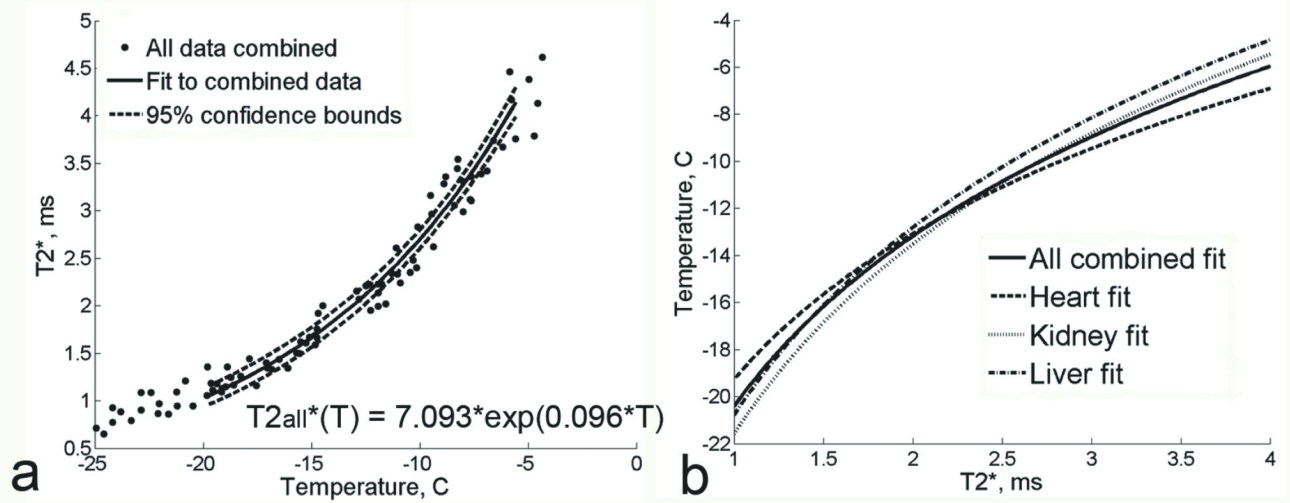 5
4.5
4
3.5
3
2.5
2
1.5
1
0.5
T2*, ms
All data combined
Fit to combined data
95% confidence bounds
T2all*(T) = 7.093*exp(0.096*T)
-25 -20 -15 -10 -5 0
Temperature, C
a
-4
-6
-8
-10
-12
-14
-16
-18
-20
-22
Temperature, C
All combined fit
Heart fit
Kidney fit
Liver fit
1 1.5 2 2.5 3 3.5 4
T2*, ms
b